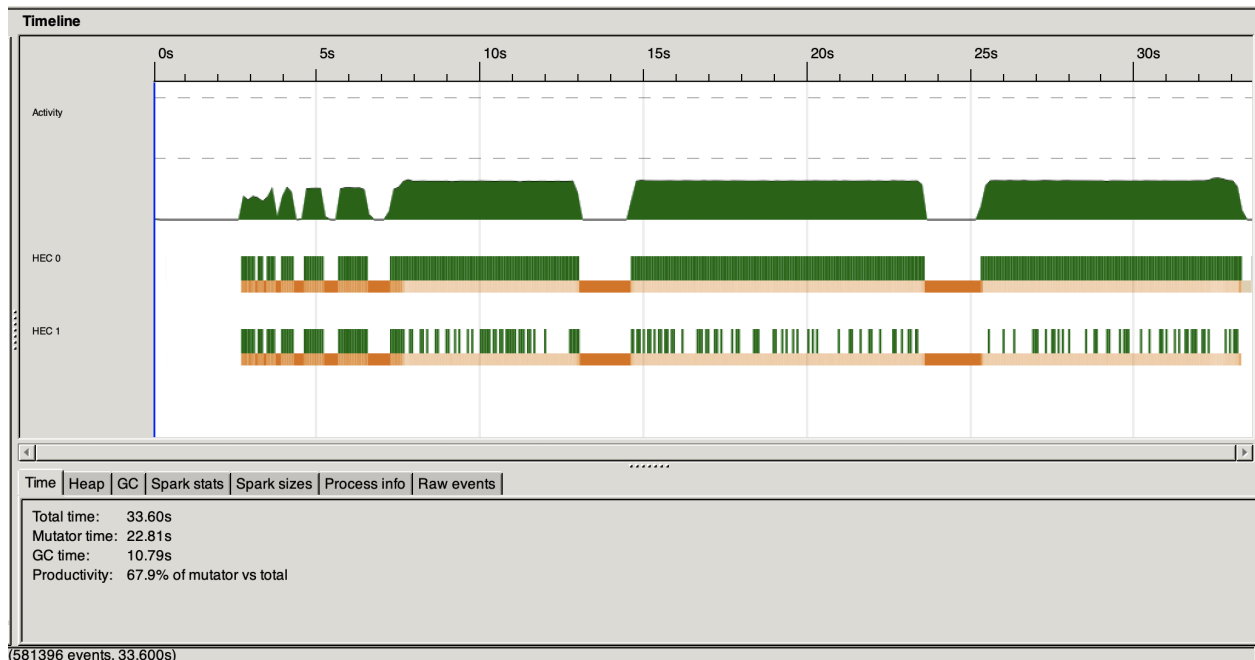 Timeline
0s 5s 10s 15s 20s 25s 30s
Activity
HEC 0
HEC 1
Time Heap GC Spark stats Spark sizes Process info Raw events
Total time: 33.60s
Mutator time: 22.81s
GC time: 10.79s
Productivity: 67.9% of mutator vs total
(581396 events, 33.600s)